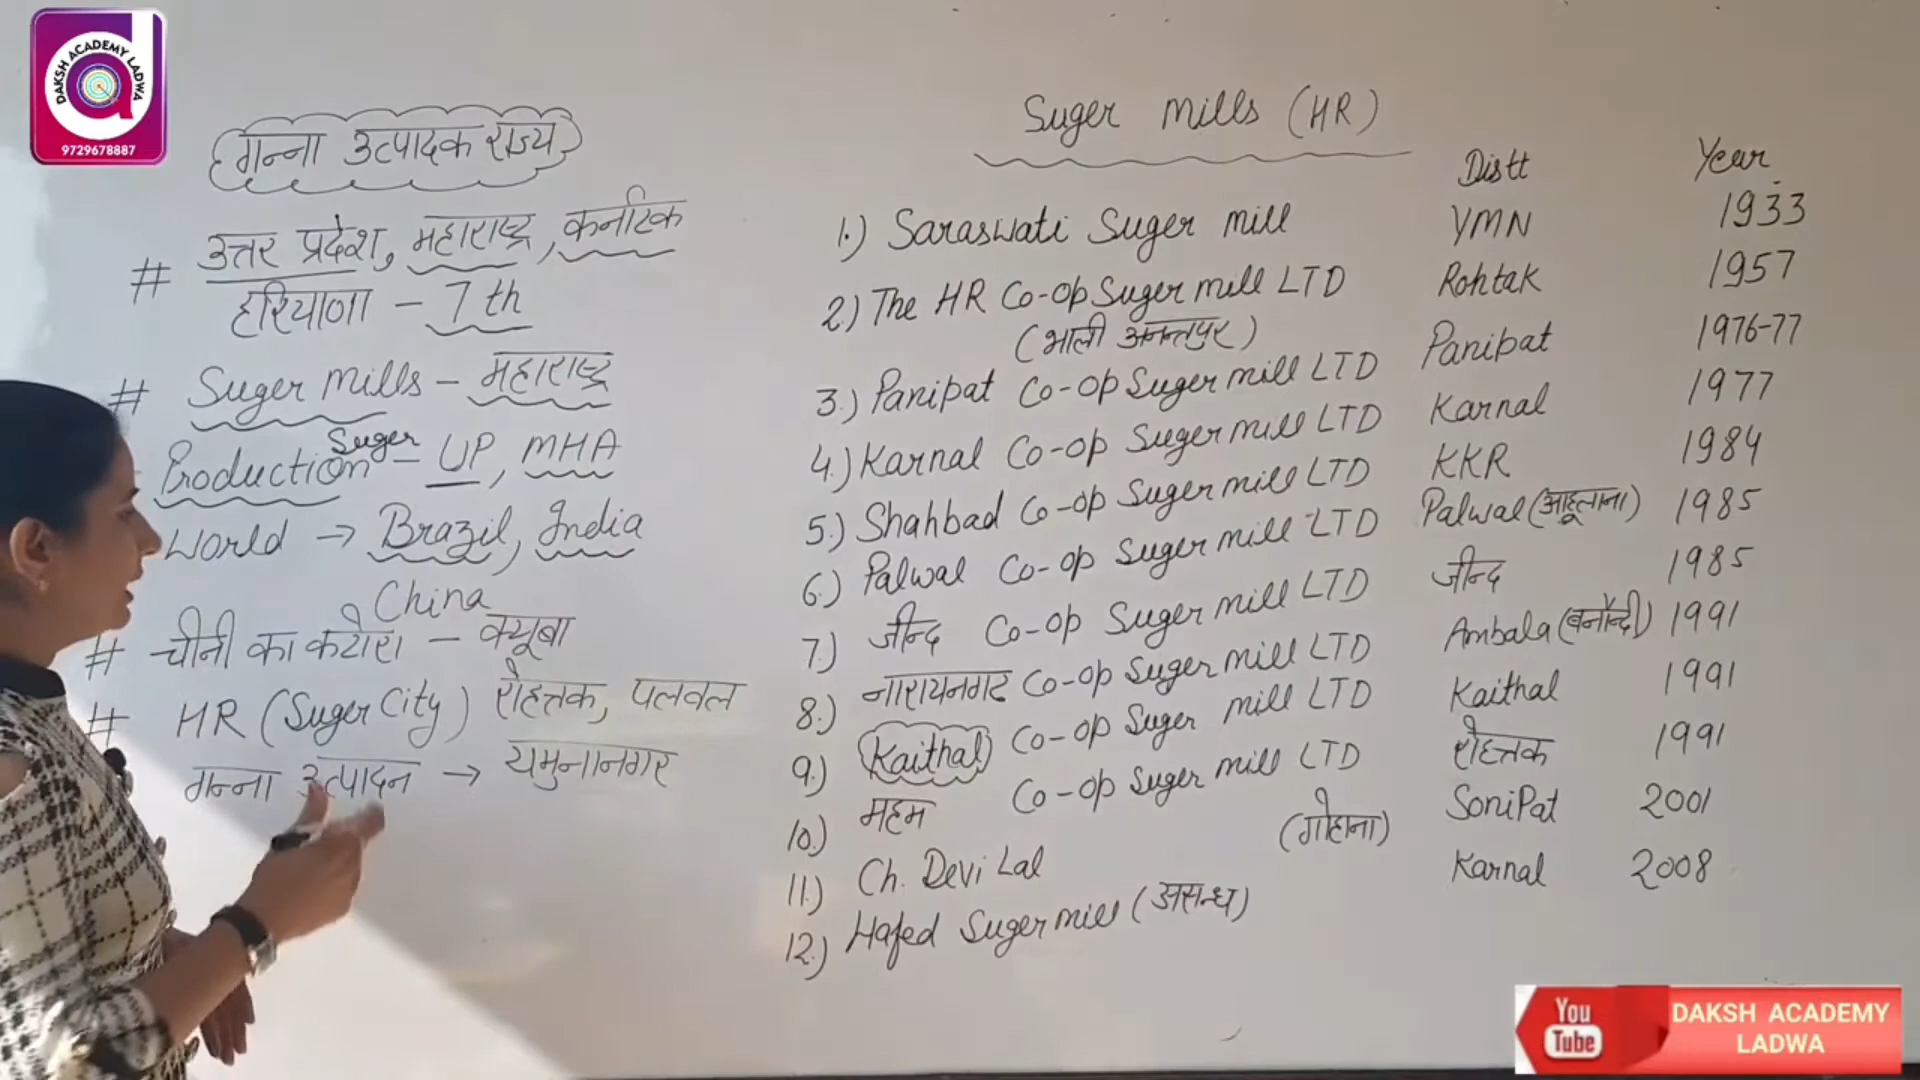 DAKSH ACADEMY LADWA
9729678887
गन्ना उत्पादक राज्य
# उत्तर प्रदेश, महाराष्ट्र, कर्नाटक
हरियाणा - 7th
# Suger mills - महाराष्ट्र
Suger
Production - UP, MHA
World → Brazil, India
China
# चीनी का कटोरा - क्यूबा
# HR (Suger City) रोहतक, पलवल
गन्ना उत्पादन → यमुनानगर
Suger mills (HR)
Distt Year
1.) Saraswati Suger mill YMN 1933
2.) The HR Co-op Suger mill LTD Rohtak 1957
(भाली अनन्तपुर)
3.) Panipat Co-op Suger mill LTD Panipat 1976-77
4.) Karnal Co-op Suger mill LTD Karnal 1977
5.) Shahbad Co-op Suger mill LTD KKR 1984
6.) Palwal Co-op Suger mill LTD Palwal (आहूलाना) 1985
7.) जीन्द Co-op Suger mill LTD जीन्द 1985
8.) नारायनगढ Co-op Suger mill LTD Ambala (बनोन्दी) 1991
9.) Kaithal Co-op Suger mill LTD Kaithal 1991
10.) महम Co-op Suger mill LTD रोहतक 1991
11.) Ch. Devi Lal (गोहाना) SoniPat 2001
12.) Hafed Suger mill (असन्ध) Karnal 2008
You Tube
DAKSH ACADEMY
LADWA